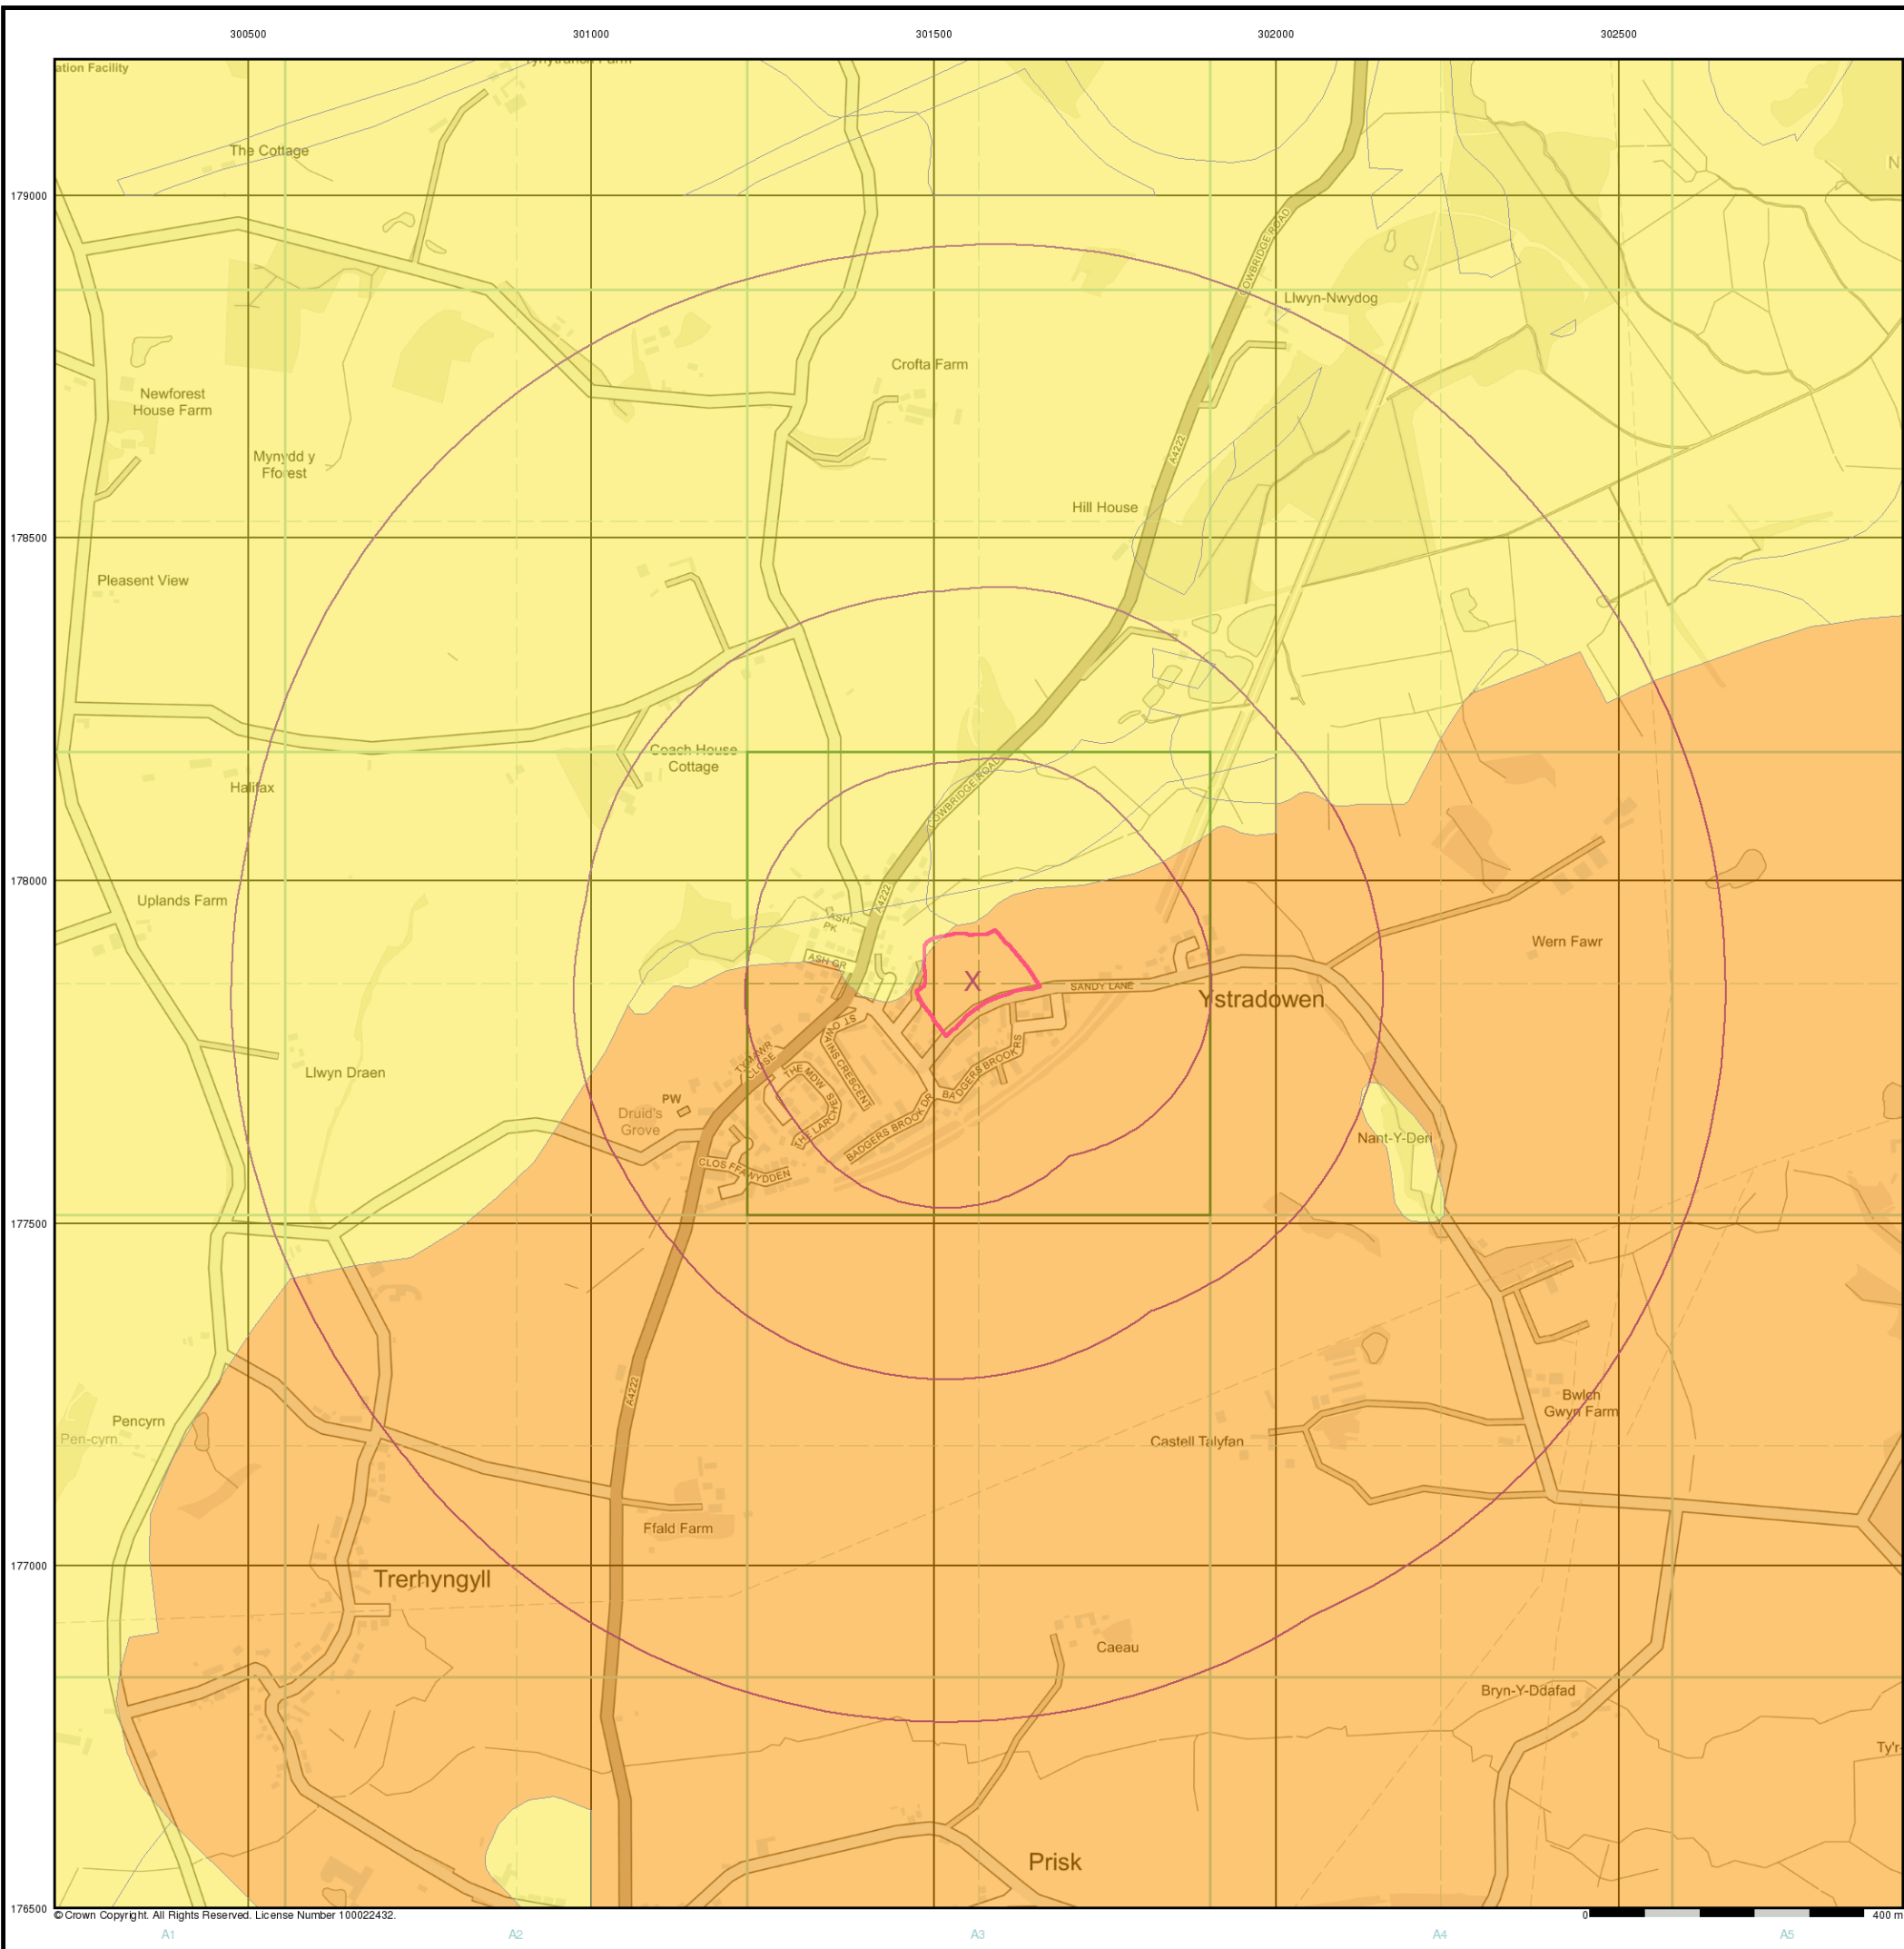 300500 301000 301500 302000 302500
ation Facility
The Cottage
179000
COWBRIDGE ROAD
N
Llwyn-Nwydog
Crofta Farm
Newforest
House Farm
A4222
Mynydd y
Fforest
Hill House
178500
Pleasent View
Coach House
Cottage
Halifax
COWBRIDGE ROAD
178000
Uplands Farm
A4222
ASH
PK
Wern Fawr
ASH GR
X
SANDY LANE
Ystradowen
ST OWAINS CRESCENT
TYMAWR
CLOSE
THE MDW
BADGERS BROOK RS
Llwyn Draen
PW
Druid's
Grove
THE LARCHES
BADGERS BROOK DR
Nant-Y-Deri
CLOS FFAWYDDEN
177500
A4222
Bwlch
Gwyn Farm
Pencyrn
Pen-cyrn
Castell Talyfan
Ffald Farm
177000
Trerhyngyll
Caeau
Bryn-Y-Ddafad
Ty'r-
Prisk
176500
© Crown Copyright. All Rights Reserved. License Number 100022432.
0 400 m
A1 A2 A3 A4 A5